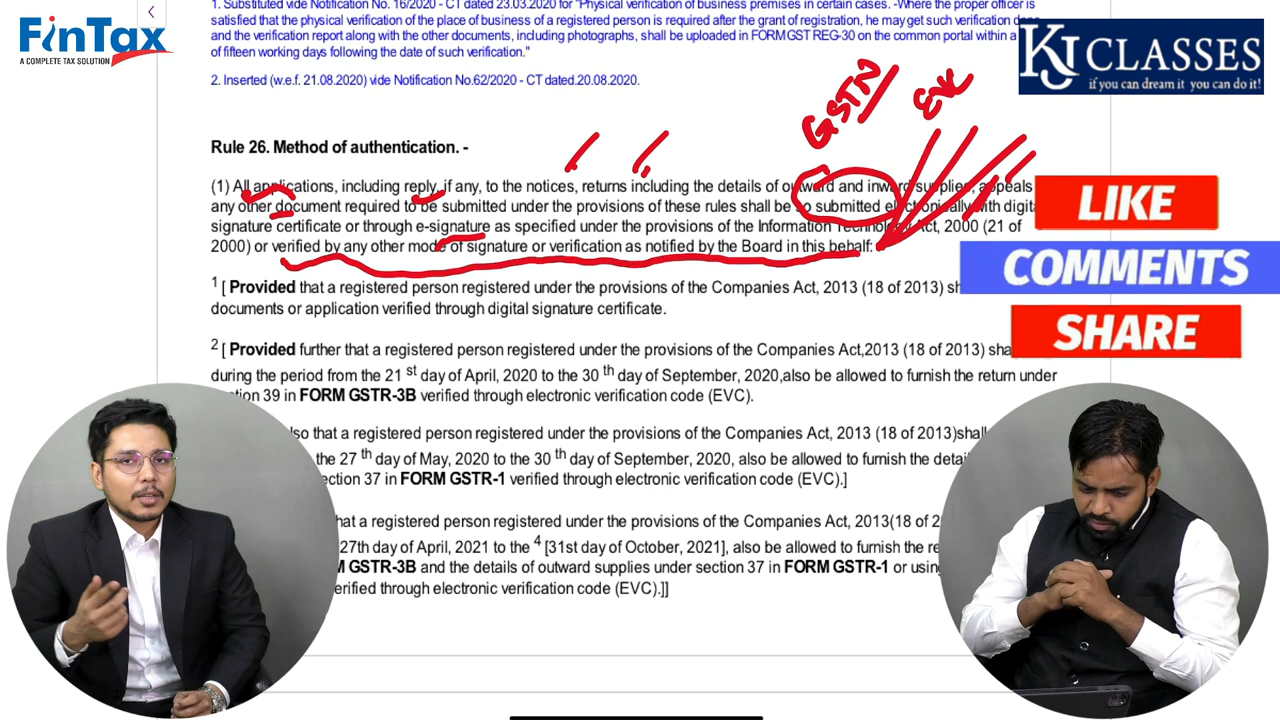 FinTax
A COMPLETE TAX SOLUTION
KJ CLASSES
if you can dream it you can do it!
1. Substituted vide Notification No. 16/2020 - CT dated 23.03.2020 for "Physical verification of business premises in certain cases. -Where the proper officer is
satisfied that the physical verification of the place of business of a registered person is required after the grant of registration, he may get such verification done
and the verification report along with the other documents, including photographs, shall be uploaded in FORM GST REG-30 on the common portal within a
of fifteen working days following the date of such verification."
2. Inserted (w.e.f. 21.08.2020) vide Notification No.62/2020 - CT dated.20.08.2020.
GSTN
EVC
Rule 26. Method of authentication. -
(1) All applications, including reply, if any, to the notices, returns including the details of outward and inward supplies, appeals
any other document required to be submitted under the provisions of these rules shall be so submitted electronically with digit
signature certificate or through e-signature as specified under the provisions of the Information Technology Act, 2000 (21 of
2000) or verified by any other mode of signature or verification as notified by the Board in this behalf:
LIKE
COMMENTS
SHARE
1 [ Provided that a registered person registered under the provisions of the Companies Act, 2013 (18 of 2013) sh
documents or application verified through digital signature certificate.
2 [ Provided further that a registered person registered under the provisions of the Companies Act,2013 (18 of 2013) sha
during the period from the 21 st day of April, 2020 to the 30 th day of September, 2020,also be allowed to furnish the return under
tion 39 in FORM GSTR-3B verified through electronic verification code (EVC).
lso that a registered person registered under the provisions of the Companies Act, 2013 (18 of 2013)shall
the 27 th day of May, 2020 to the 30 th day of September, 2020, also be allowed to furnish the detai
ection 37 in FORM GSTR-1 verified through electronic verification code (EVC).]
hat a registered person registered under the provisions of the Companies Act, 2013(18 of 2
27th day of April, 2021 to the 4 [31st day of October, 2021], also be allowed to furnish the re
M GSTR-3B and the details of outward supplies under section 37 in FORM GSTR-1 or using
erified through electronic verification code (EVC).]]